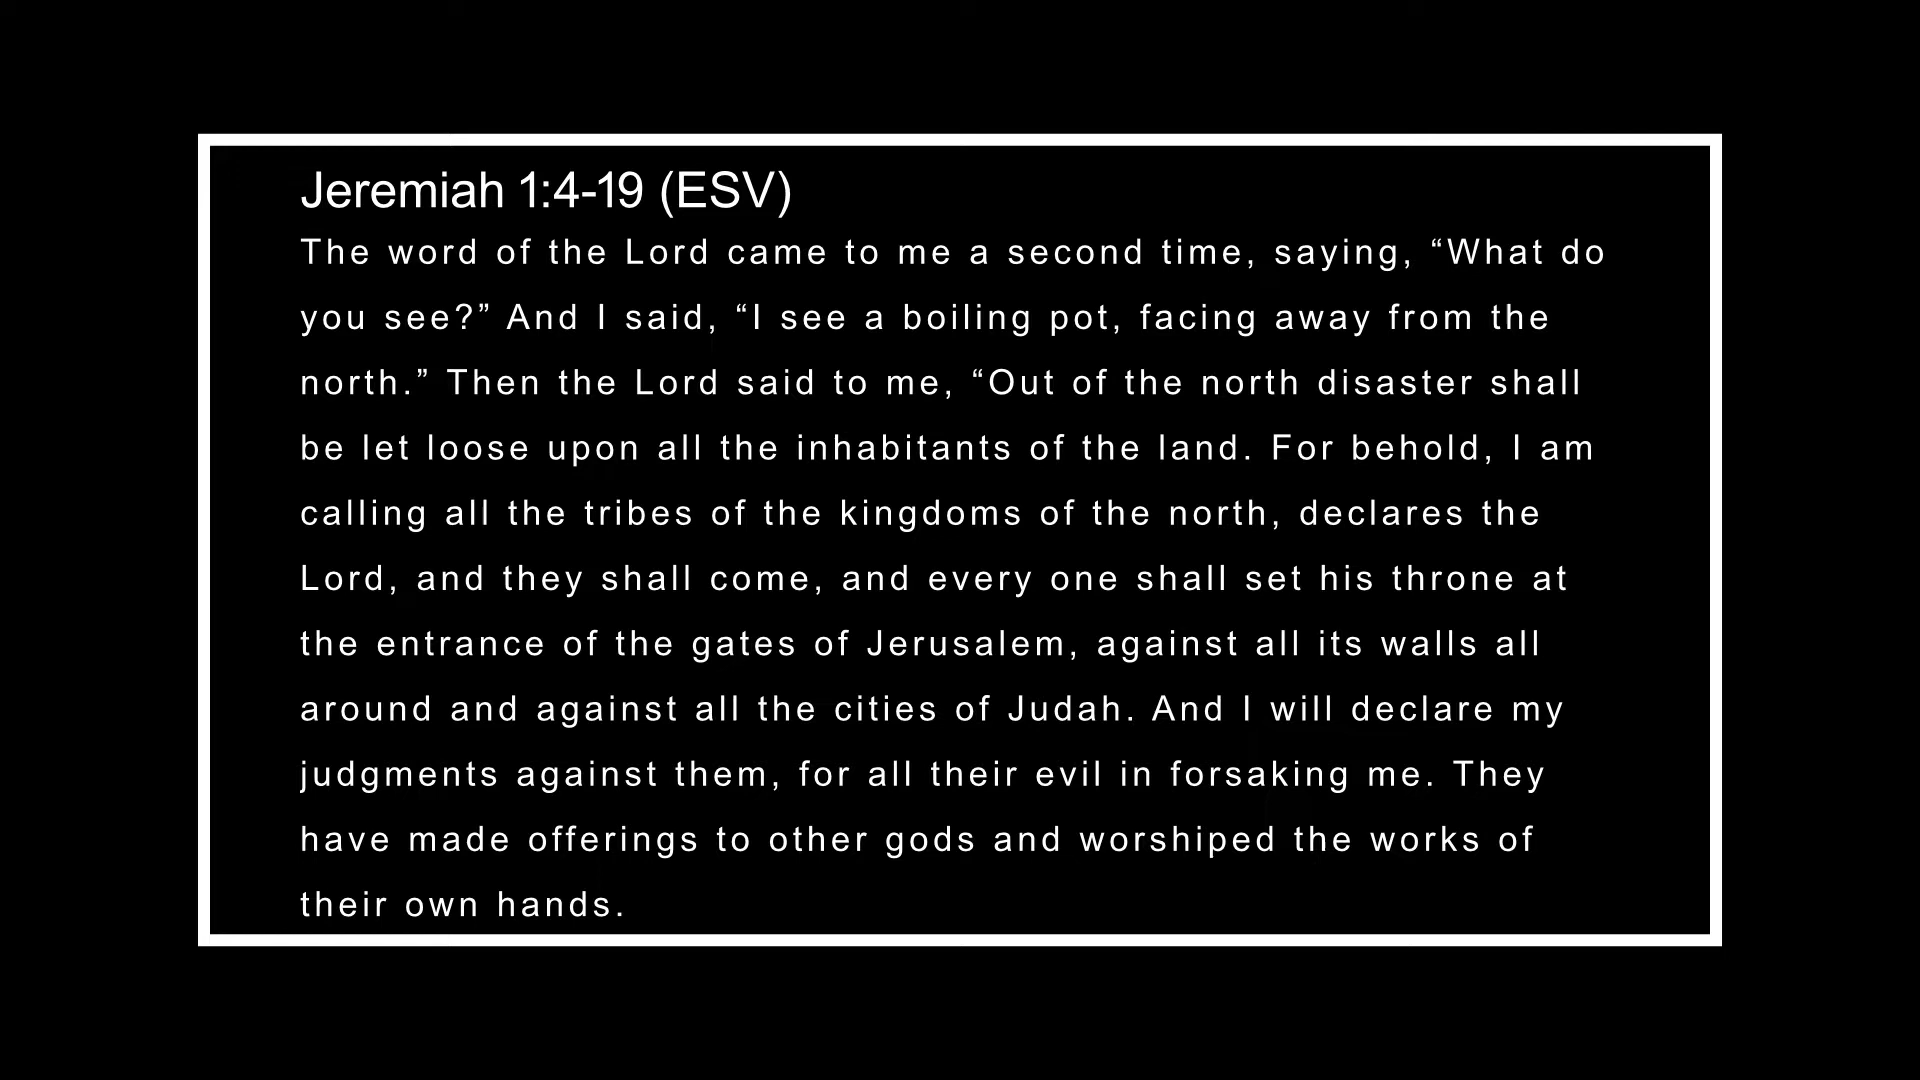 Jeremiah 1:4-19 (ESV)
The word of the Lord came to me a second time, saying, “What do
you see?” And I said, “I see a boiling pot, facing away from the
north.” Then the Lord said to me, “Out of the north disaster shall
be let loose upon all the inhabitants of the land. For behold, I am
calling all the tribes of the kingdoms of the north, declares the
Lord, and they shall come, and every one shall set his throne at
the entrance of the gates of Jerusalem, against all its walls all
around and against all the cities of Judah. And I will declare my
judgments against them, for all their evil in forsaking me. They
have made offerings to other gods and worshiped the works of
their own hands.